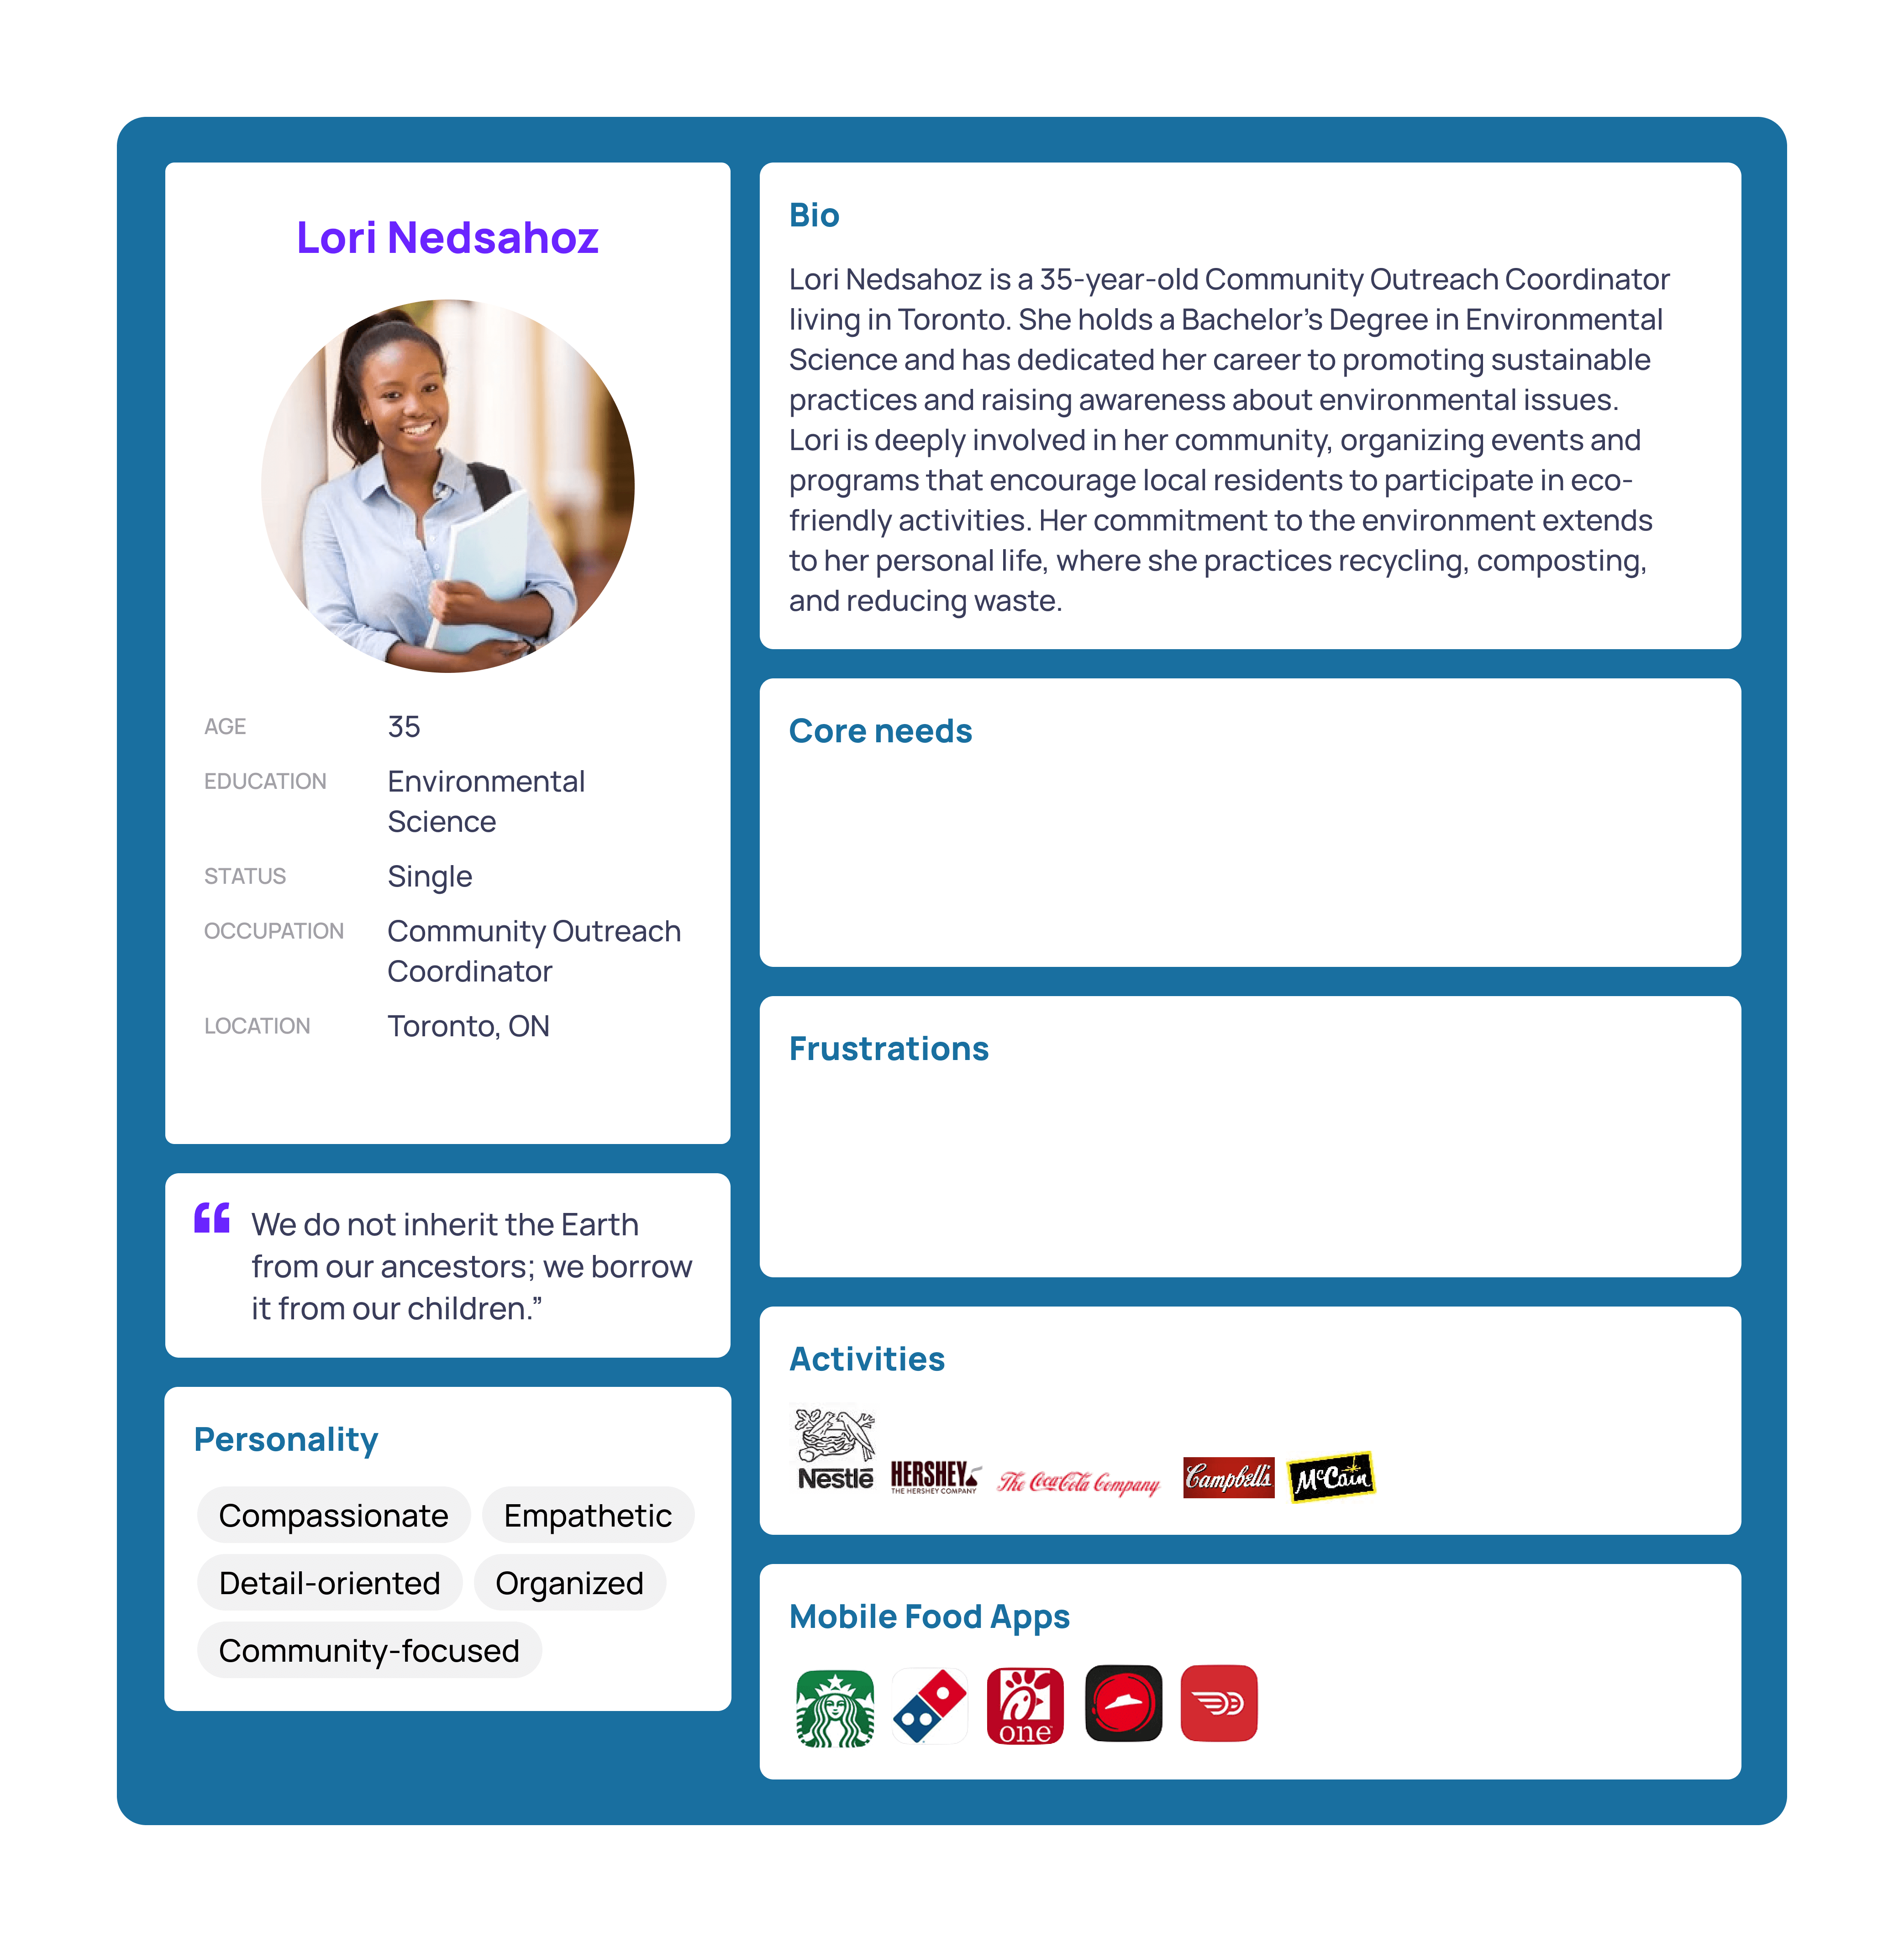 Lori Nedsahoz
AGE 35
EDUCATION Environmental
Science
STATUS Single
OCCUPATION Community Outreach
Coordinator
LOCATION Toronto, ON
“ We do not inherit the Earth
from our ancestors; we borrow
it from our children.”
Personality
Compassionate Empathetic
Detail-oriented Organized
Community-focused
Bio
Lori Nedsahoz is a 35-year-old Community Outreach Coordinator
living in Toronto. She holds a Bachelor’s Degree in Environmental
Science and has dedicated her career to promoting sustainable
practices and raising awareness about environmental issues.
Lori is deeply involved in her community, organizing events and
programs that encourage local residents to participate in eco-
friendly activities. Her commitment to the environment extends
to her personal life, where she practices recycling, composting,
and reducing waste.
Core needs
Frustrations
Activities
Nestlé
HERSHEY
THE HERSHEY COMPANY
The Coca-Cola Company
Campbell's
McCain
Mobile Food Apps
one